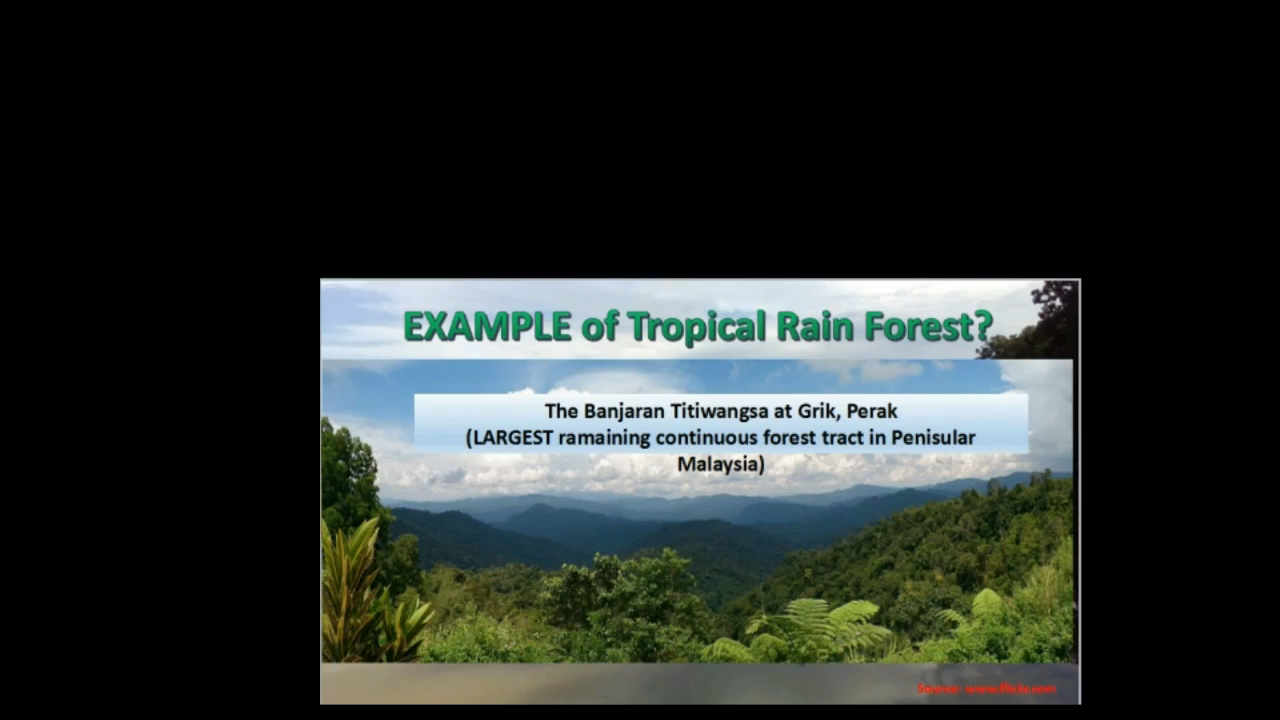 EXAMPLE of Tropical Rain Forest?
The Banjaran Titiwangsa at Grik, Perak
(LARGEST ramaining continuous forest tract in Penisular
Malaysia)
Source: www.flickr.com